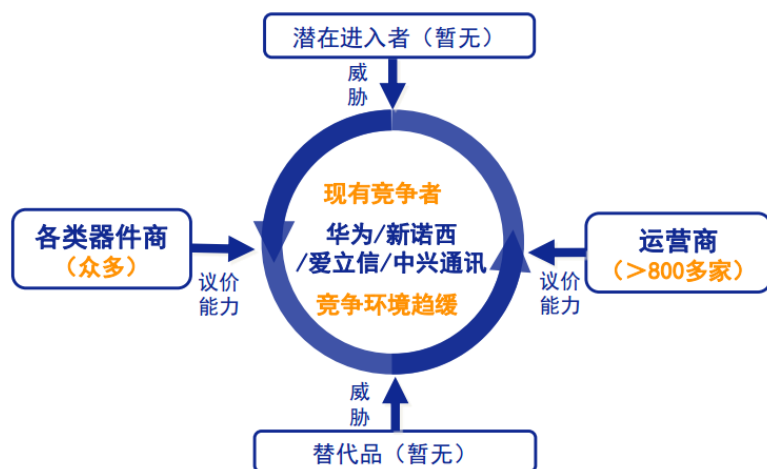 潜在进入者（暂无）
威
胁
现有竞争者
华为/新诺西
/爱立信/中兴通讯
竞争环境趋缓
各类器件商
（众多）
议价
能力
运营商
（＞800多家）
议价
能力
威
胁
替代品（暂无）